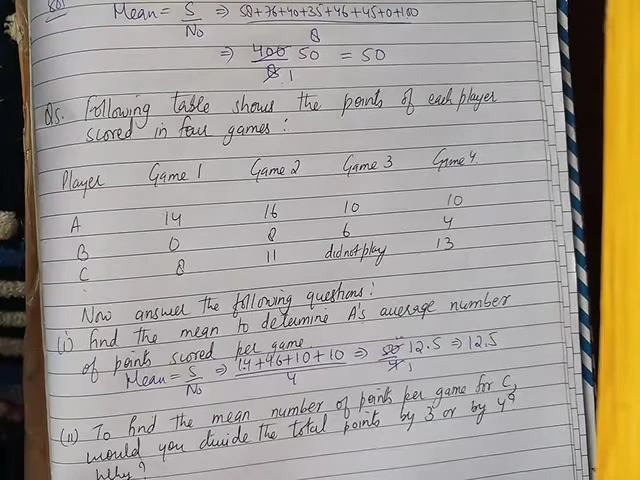 Sol
Mean = S/No ⇒ 58+76+40+35+46+45+0+100/8
⇒ 400/8 50/1 = 50
Q5. Following table shows the points of each player
scored in four games:
Player Game 1 Game 2 Game 3 Game 4
A 14 16 10 10
B 0 8 6 4
C 8 11 did not play 13
Now answer the following questions:
(i) find the mean to determine A's average number
of points scored per game.
Mean = S/No ⇒ 14+16+10+10/4 ⇒ 50/4 12.5/1 ⇒ 12.5
(ii) To find the mean number of points per game for C,
would you divide the total points by 3 or by 4?
Why?